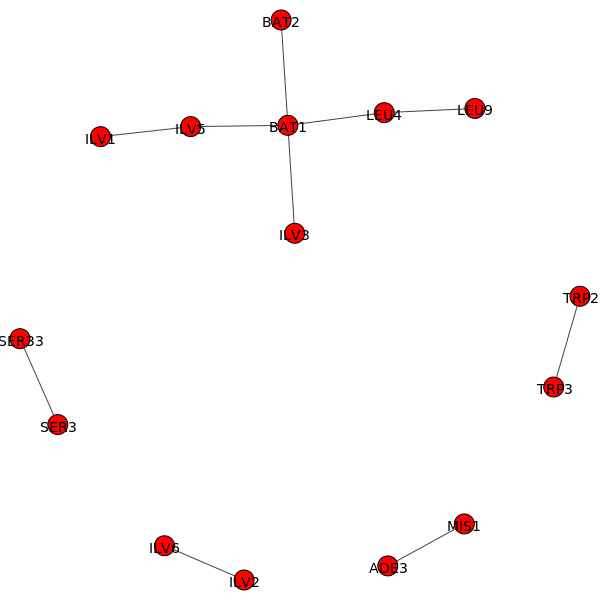 BAT2
LEU9
LEU4
BAT1
ILV5
ILV1
ILV3
TRP2
SER33
TRP3
SER3
MIS1
ILV6
ADE3
ILV2